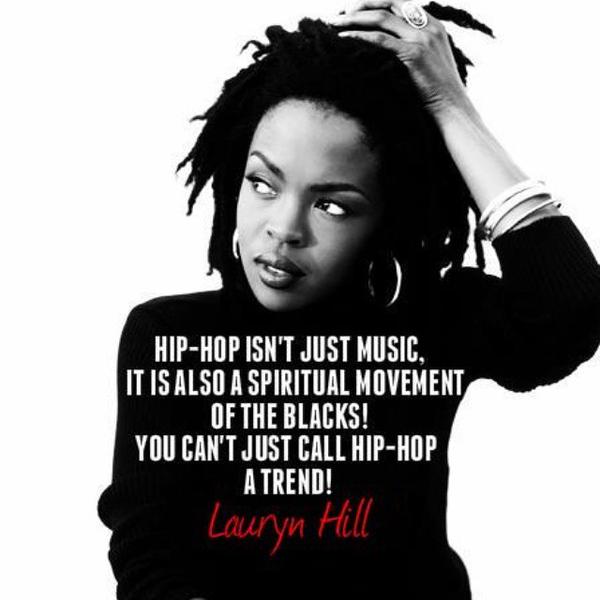 HIP-HOP ISN'T JUST MUSIC,
IT IS ALSO A SPIRITUAL MOVEMENT
OF THE BLACKS!
YOU CAN'T JUST CALL HIP-HOP
A TREND!
Lauryn Hill